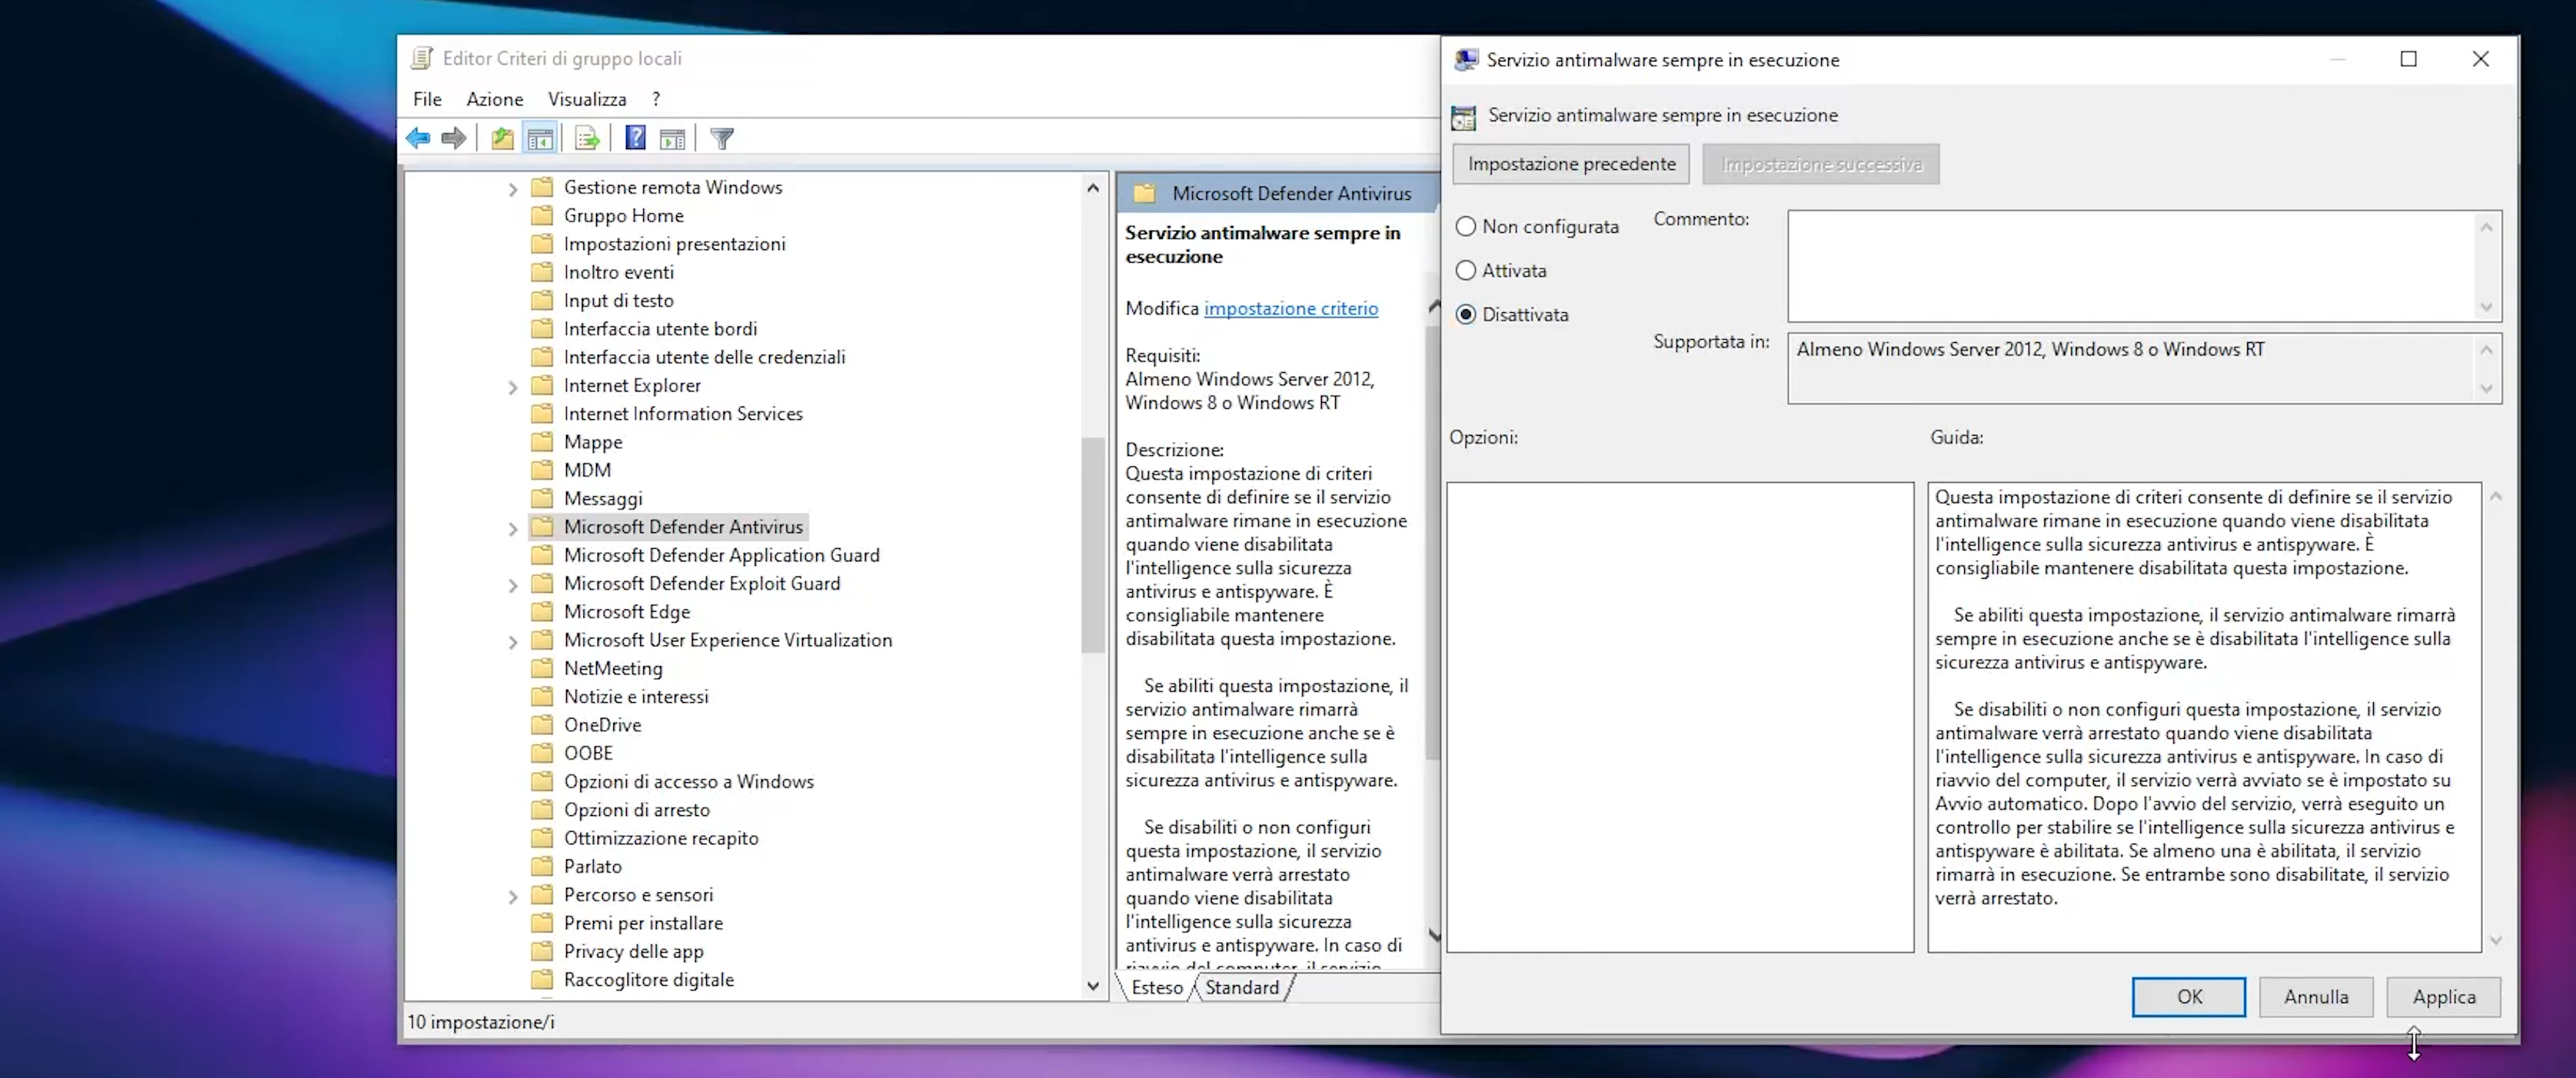 Editor Criteri di gruppo locali
File Azione Visualizza ?
Gestione remota Windows
Gruppo Home
Impostazioni presentazioni
Inoltro eventi
Input di testo
Interfaccia utente bordi
Interfaccia utente delle credenziali
Internet Explorer
Internet Information Services
Mappe
MDM
Messaggi
Microsoft Defender Antivirus
Microsoft Defender Application Guard
Microsoft Defender Exploit Guard
Microsoft Edge
Microsoft User Experience Virtualization
NetMeeting
Notizie e interessi
OneDrive
OOBE
Opzioni di accesso a Windows
Opzioni di arresto
Ottimizzazione recapito
Parlato
Percorso e sensori
Premi per installare
Privacy delle app
Raccoglitore digitale
10 impostazione/i
Microsoft Defender Antivirus
Servizio antimalware sempre in
esecuzione
Modifica impostazione criterio
Requisiti:
Almeno Windows Server 2012,
Windows 8 o Windows RT
Descrizione:
Questa impostazione di criteri
consente di definire se il servizio
antimalware rimane in esecuzione
quando viene disabilitata
l'intelligence sulla sicurezza
antivirus e antispyware. È
consigliabile mantenere
disabilitata questa impostazione.
Se abiliti questa impostazione, il
servizio antimalware rimarrà
sempre in esecuzione anche se è
disabilitata l'intelligence sulla
sicurezza antivirus e antispyware.
Se disabiliti o non configuri
questa impostazione, il servizio
antimalware verrà arrestato
quando viene disabilitata
l'intelligence sulla sicurezza
antivirus e antispyware. In caso di
riavvio del computer, il servizio
Esteso Standard
Servizio antimalware sempre in esecuzione
Servizio antimalware sempre in esecuzione
Impostazione precedente Impostazione successiva
Non configurata
Attivata
Disattivata
Commento:
Supportata in:
Almeno Windows Server 2012, Windows 8 o Windows RT
Opzioni:
Guida:
Questa impostazione di criteri consente di definire se il servizio
antimalware rimane in esecuzione quando viene disabilitata
l'intelligence sulla sicurezza antivirus e antispyware. È
consigliabile mantenere disabilitata questa impostazione.
Se abiliti questa impostazione, il servizio antimalware rimarrà
sempre in esecuzione anche se è disabilitata l'intelligence sulla
sicurezza antivirus e antispyware.
Se disabiliti o non configuri questa impostazione, il servizio
antimalware verrà arrestato quando viene disabilitata
l'intelligence sulla sicurezza antivirus e antispyware. In caso di
riavvio del computer, il servizio verrà avviato se è impostato su
Avvio automatico. Dopo l'avvio del servizio, verrà eseguito un
controllo per stabilire se l'intelligence sulla sicurezza antivirus e
antispyware è abilitata. Se almeno una è abilitata, il servizio
rimarrà in esecuzione. Se entrambe sono disabilitate, il servizio
verrà arrestato.
OK Annulla Applica